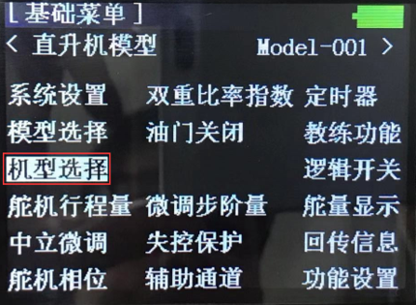 [基础菜单]
< 直升机模型 Model-001 >
系统设置 双重比率指数 定时器
模型选择 油门关闭 教练功能
机型选择 逻辑开关
舵机行程量 微调步阶量 舵量显示
中立微调 失控保护 回传信息
舵机相位 辅助通道 功能设置